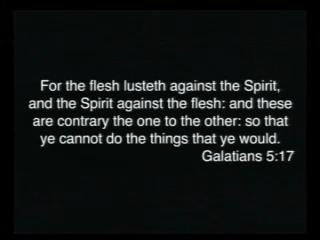 For the flesh lusteth against the Spirit,
and the Spirit against the flesh: and these
are contrary the one to the other: so that
ye cannot do the things that ye would.
Galatians 5:17